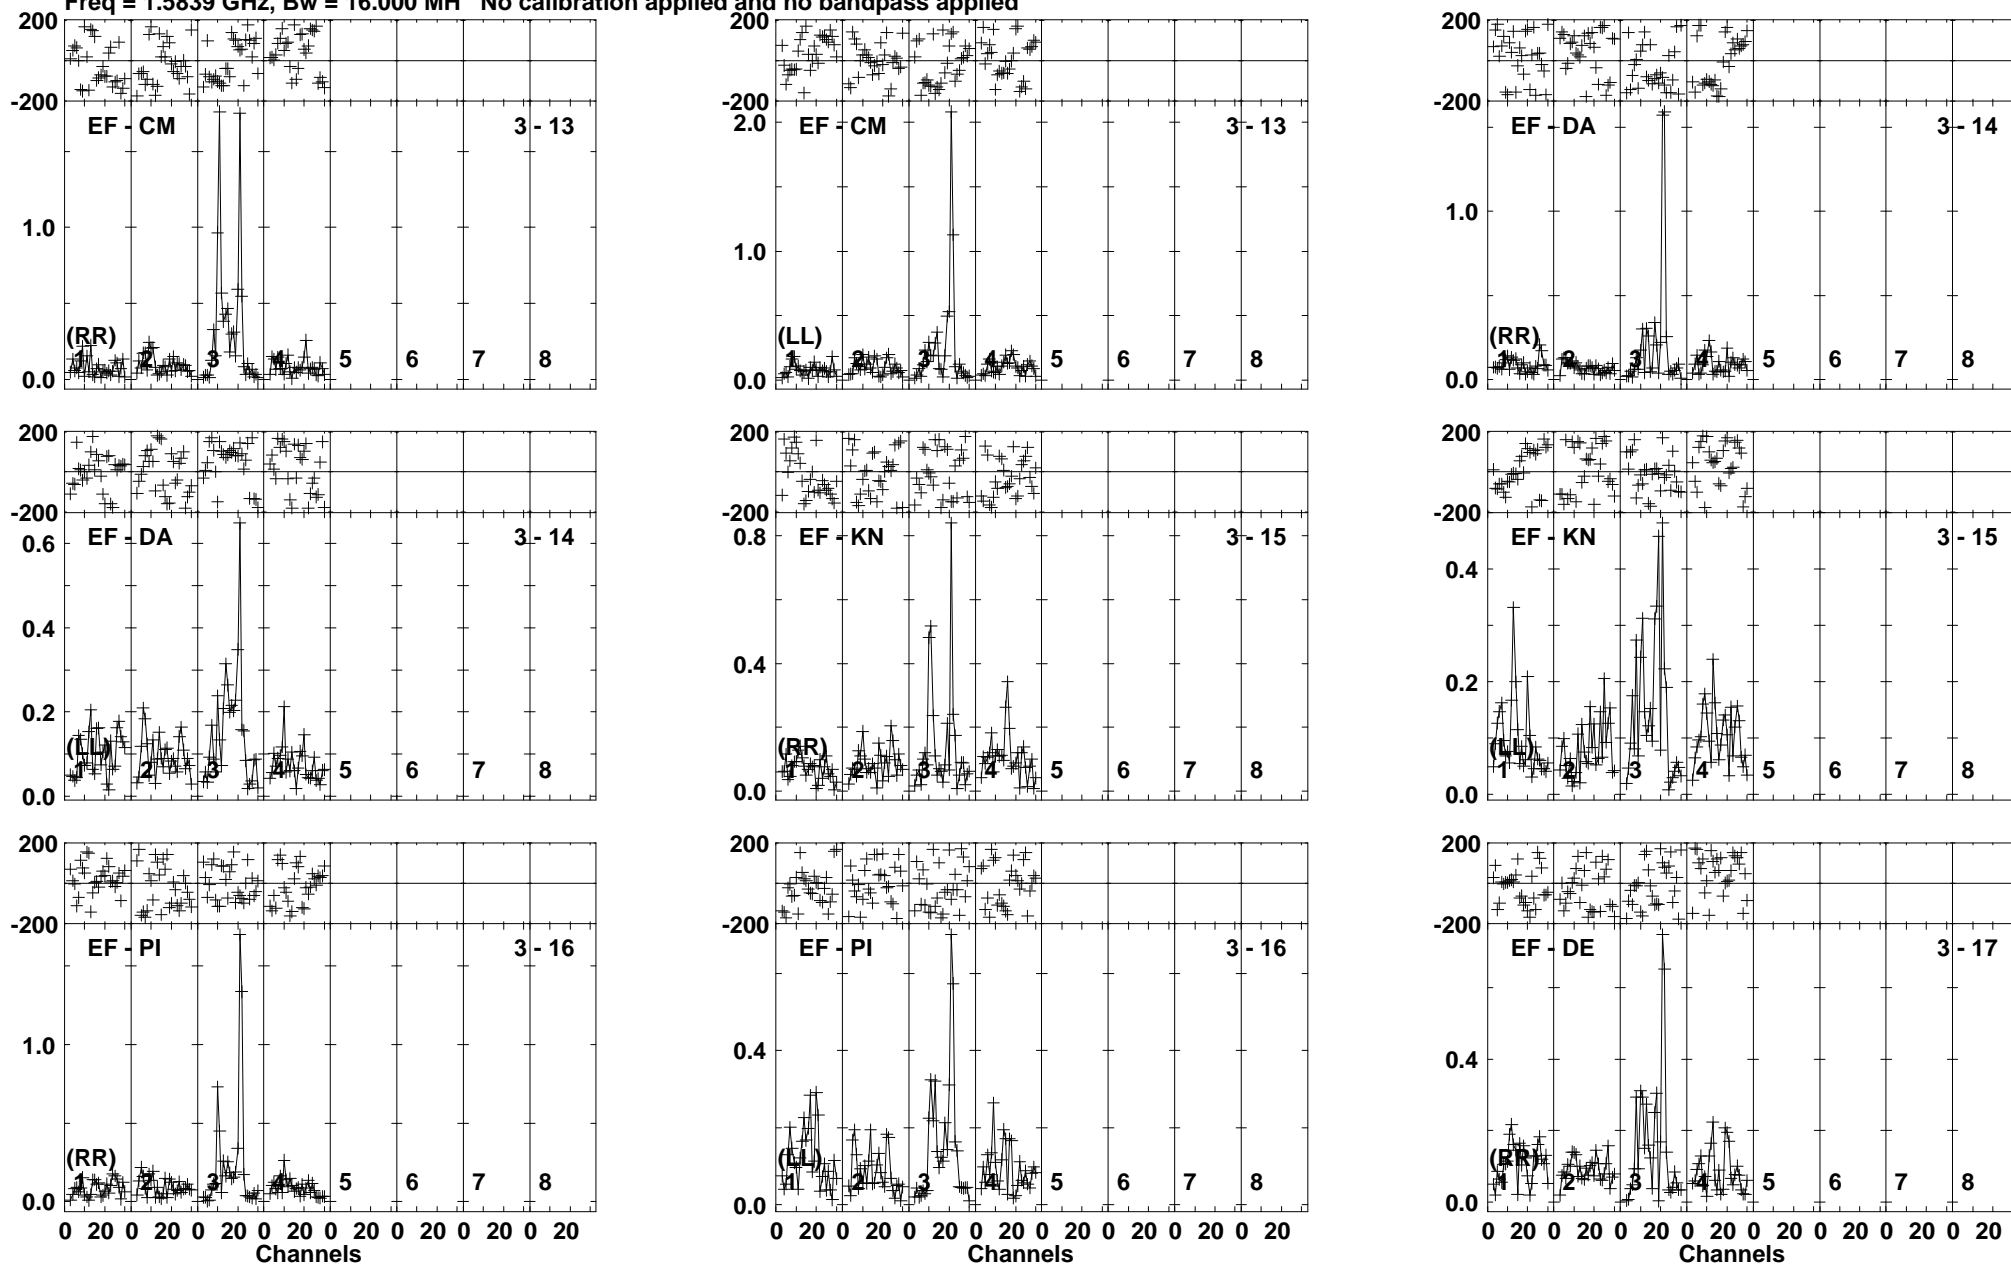 Freq = 1.5839 GHz, Bw = 16.000 MH No calibration applied and no bandpass applied
200 200 200
-200 -200 -200
EF - CM 3 - 13 EF - CM 3 - 13 EF - DA 3 - 14
2.0
1.0 1.0 1.0
(RR) (LL) (RR)
1 2 3 4 5 6 7 8 1 2 3 4 5 6 7 8 1 2 3 4 5 6 7 8
0.0 0.0 0.0
200 200 200
-200 -200 -200
EF - DA 3 - 14 EF - KN 3 - 15 EF - KN 3 - 15
0.6 0.8 0.4
0.4 0.4 0.2
0.2
(LL) (RR) (LL)
1 2 3 4 5 6 7 8 1 2 3 4 5 6 7 8 1 2 3 4 5 6 7 8
0.0 0.0 0.0
200 200 200
-200 -200 -200
EF - PI 3 - 16 EF - PI 3 - 16 EF - DE 3 - 17
1.0 0.4 0.4
(RR) (LL) (RR)
1 2 3 4 5 6 7 8 1 2 3 4 5 6 7 8 1 2 3 4 5 6 7 8
0.0 0.0 0.0
0 20 0 20 0 20 0 20 0 20 0 20 0 20 0 20 0 20 0 20 0 20 0 20 0 20 0 20 0 20 0 20 0 20 0 20 0 20 0 20 0 20 0 20 0 20 0 20
Channels Channels Channels